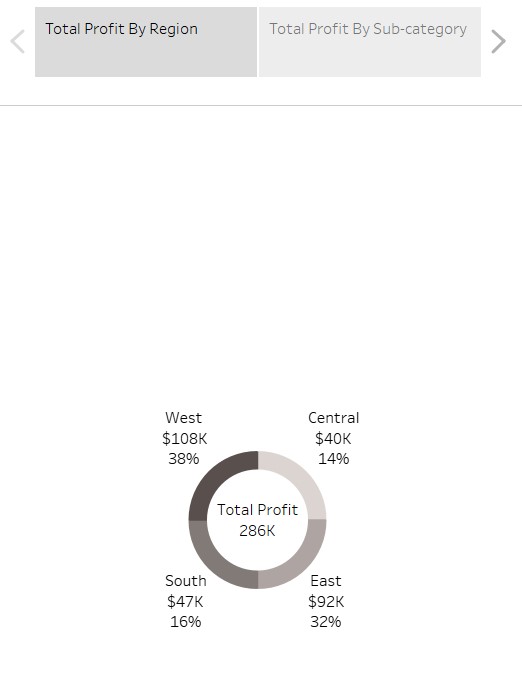 Total Profit By Region
Total Profit By Sub-category
West
$108K
38%
Central
$40K
14%
Total Profit
286K
South
$47K
16%
East
$92K
32%